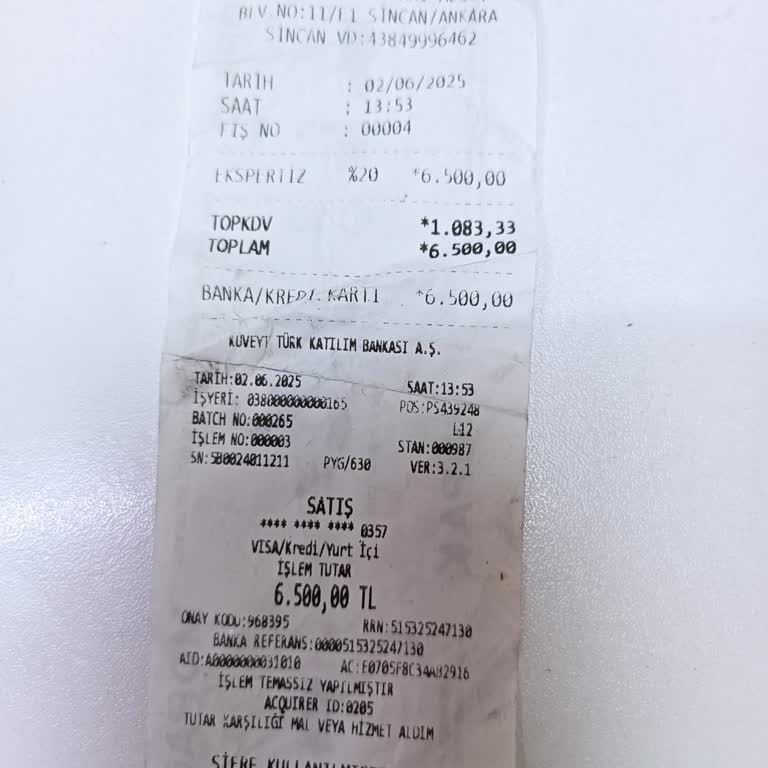 BLV.NO:11/E1 SİNCAN/ANKARA
SİNCAN VD:43849996462
TARİH : 02/06/2025
SAAT : 13:53
FİŞ NO : 00004
EKSPERTİZ %20 *6.500,00
TOPKDV *1.083,33
TOPLAM *6.500,00
BANKA/KREDİ KARTI *6.500,00
KUVEYT TÜRK KATILIM BANKASI A.Ş.
TARİH:02.06.2025 SAAT:13:53
İŞYERİ: 038000000000165 POS:PS439248
BATCH NO:000265 L12
İŞLEM NO:000003 STAN:000987
SN:5B0024011211 PYG/630 VER:3.2.1
SATIŞ
**** **** **** 0357
VISA/Kredi/Yurt İçi
İŞLEM TUTAR
6.500,00 TL
ONAY KODU:968395 RRN:515325247130
BANKA REFERANS:0000515325247130
AID:A0000000031010 AC:F0705F8C34AB2916
İŞLEM TEMASSIZ YAPILMIŞTIR
ACQUIRER ID:0205
TUTAR KARŞILIĞI MAL VEYA HİZMET ALDIM
ŞİFRE